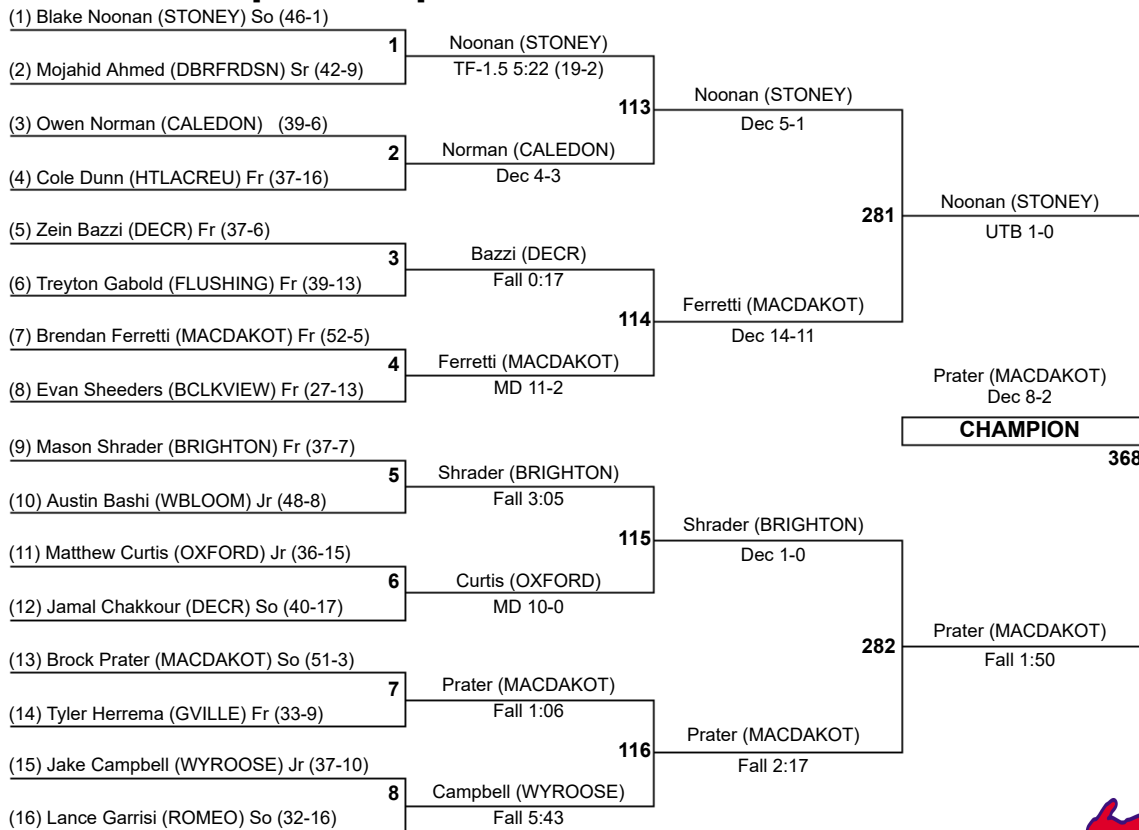 (1) Blake Noonan (STONEY) So (46-1)
1
(2) Mojahid Ahmed (DBRFRDSN) Sr (42-9)
(3) Owen Norman (CALEDON) (39-6)
2
(4) Cole Dunn (HTLACREU) Fr (37-16)
(5) Zein Bazzi (DECR) Fr (37-6)
3
(6) Treyton Gabold (FLUSHING) Fr (39-13)
(7) Brendan Ferretti (MACDAKOT) Fr (52-5)
4
(8) Evan Sheeders (BCLKVIEW) Fr (27-13)
(9) Mason Shrader (BRIGHTON) Fr (37-7)
5
(10) Austin Bashi (WBLOOM) Jr (48-8)
(11) Matthew Curtis (OXFORD) Jr (36-15)
6
(12) Jamal Chakkour (DECR) So (40-17)
(13) Brock Prater (MACDAKOT) So (51-3)
7
(14) Tyler Herrema (GVILLE) Fr (33-9)
(15) Jake Campbell (WYROOSE) Jr (37-10)
8
(16) Lance Garrisi (ROMEO) So (32-16)
Noonan (STONEY)
TF-1.5 5:22 (19-2)
113
Norman (CALEDON)
Dec 4-3
Bazzi (DECR)
Fall 0:17
114
Ferretti (MACDAKOT)
MD 11-2
Shrader (BRIGHTON)
Fall 3:05
115
Curtis (OXFORD)
MD 10-0
Prater (MACDAKOT)
Fall 1:06
116
Campbell (WYROOSE)
Fall 5:43
Noonan (STONEY)
Dec 5-1
281
Ferretti (MACDAKOT)
Dec 14-11
Shrader (BRIGHTON)
Dec 1-0
282
Prater (MACDAKOT)
Fall 2:17
Noonan (STONEY)
UTB 1-0
Prater (MACDAKOT)
Dec 8-2
CHAMPION
368
Prater (MACDAKOT)
Fall 1:50